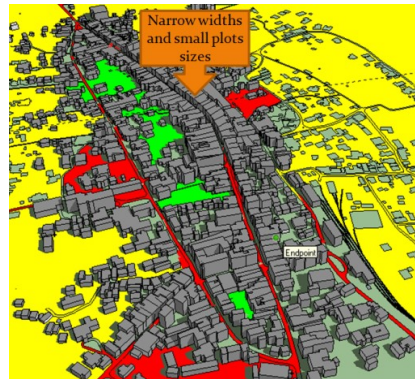 Narrow widths
and small plots
sizes
Endpoint